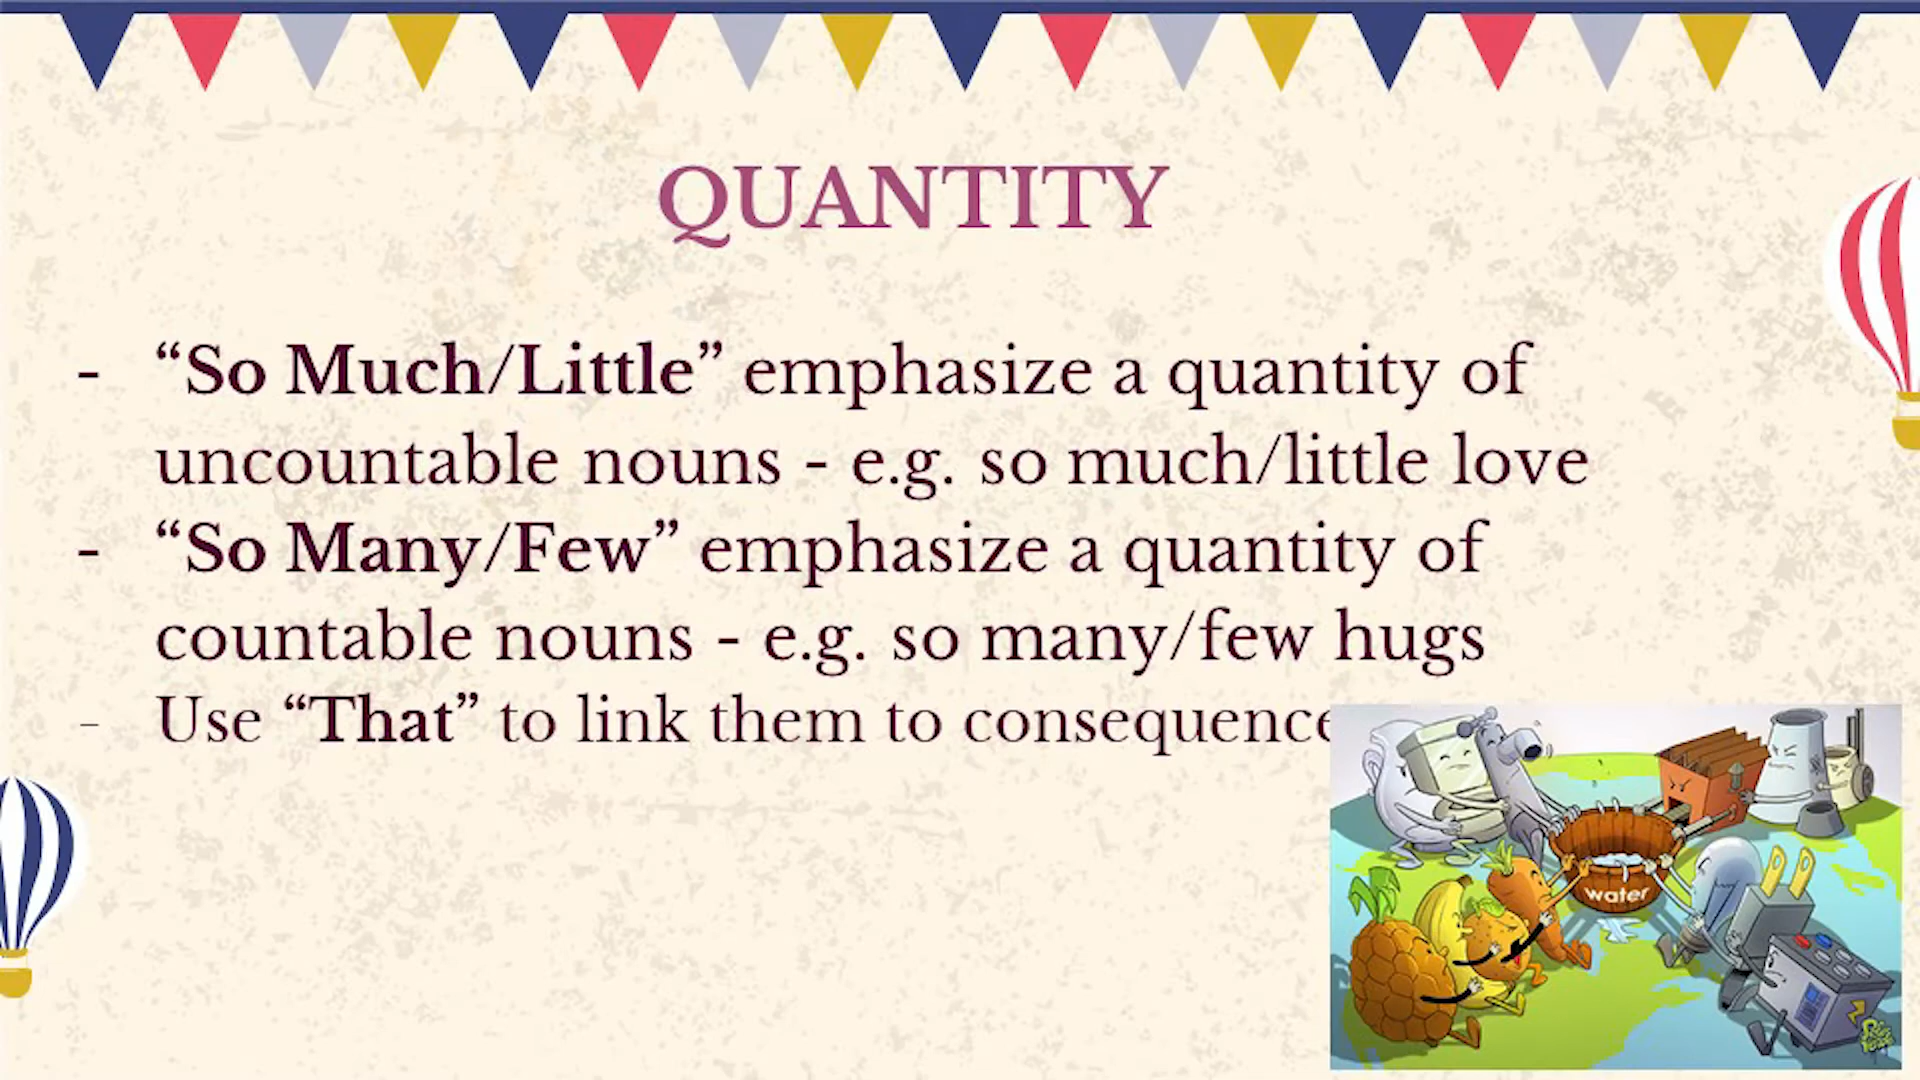 QUANTITY
- “So Much/Little” emphasize a quantity of
uncountable nouns - e.g. so much/little love
- “So Many/Few” emphasize a quantity of
countable nouns - e.g. so many/few hugs
- Use “That” to link them to consequence
water